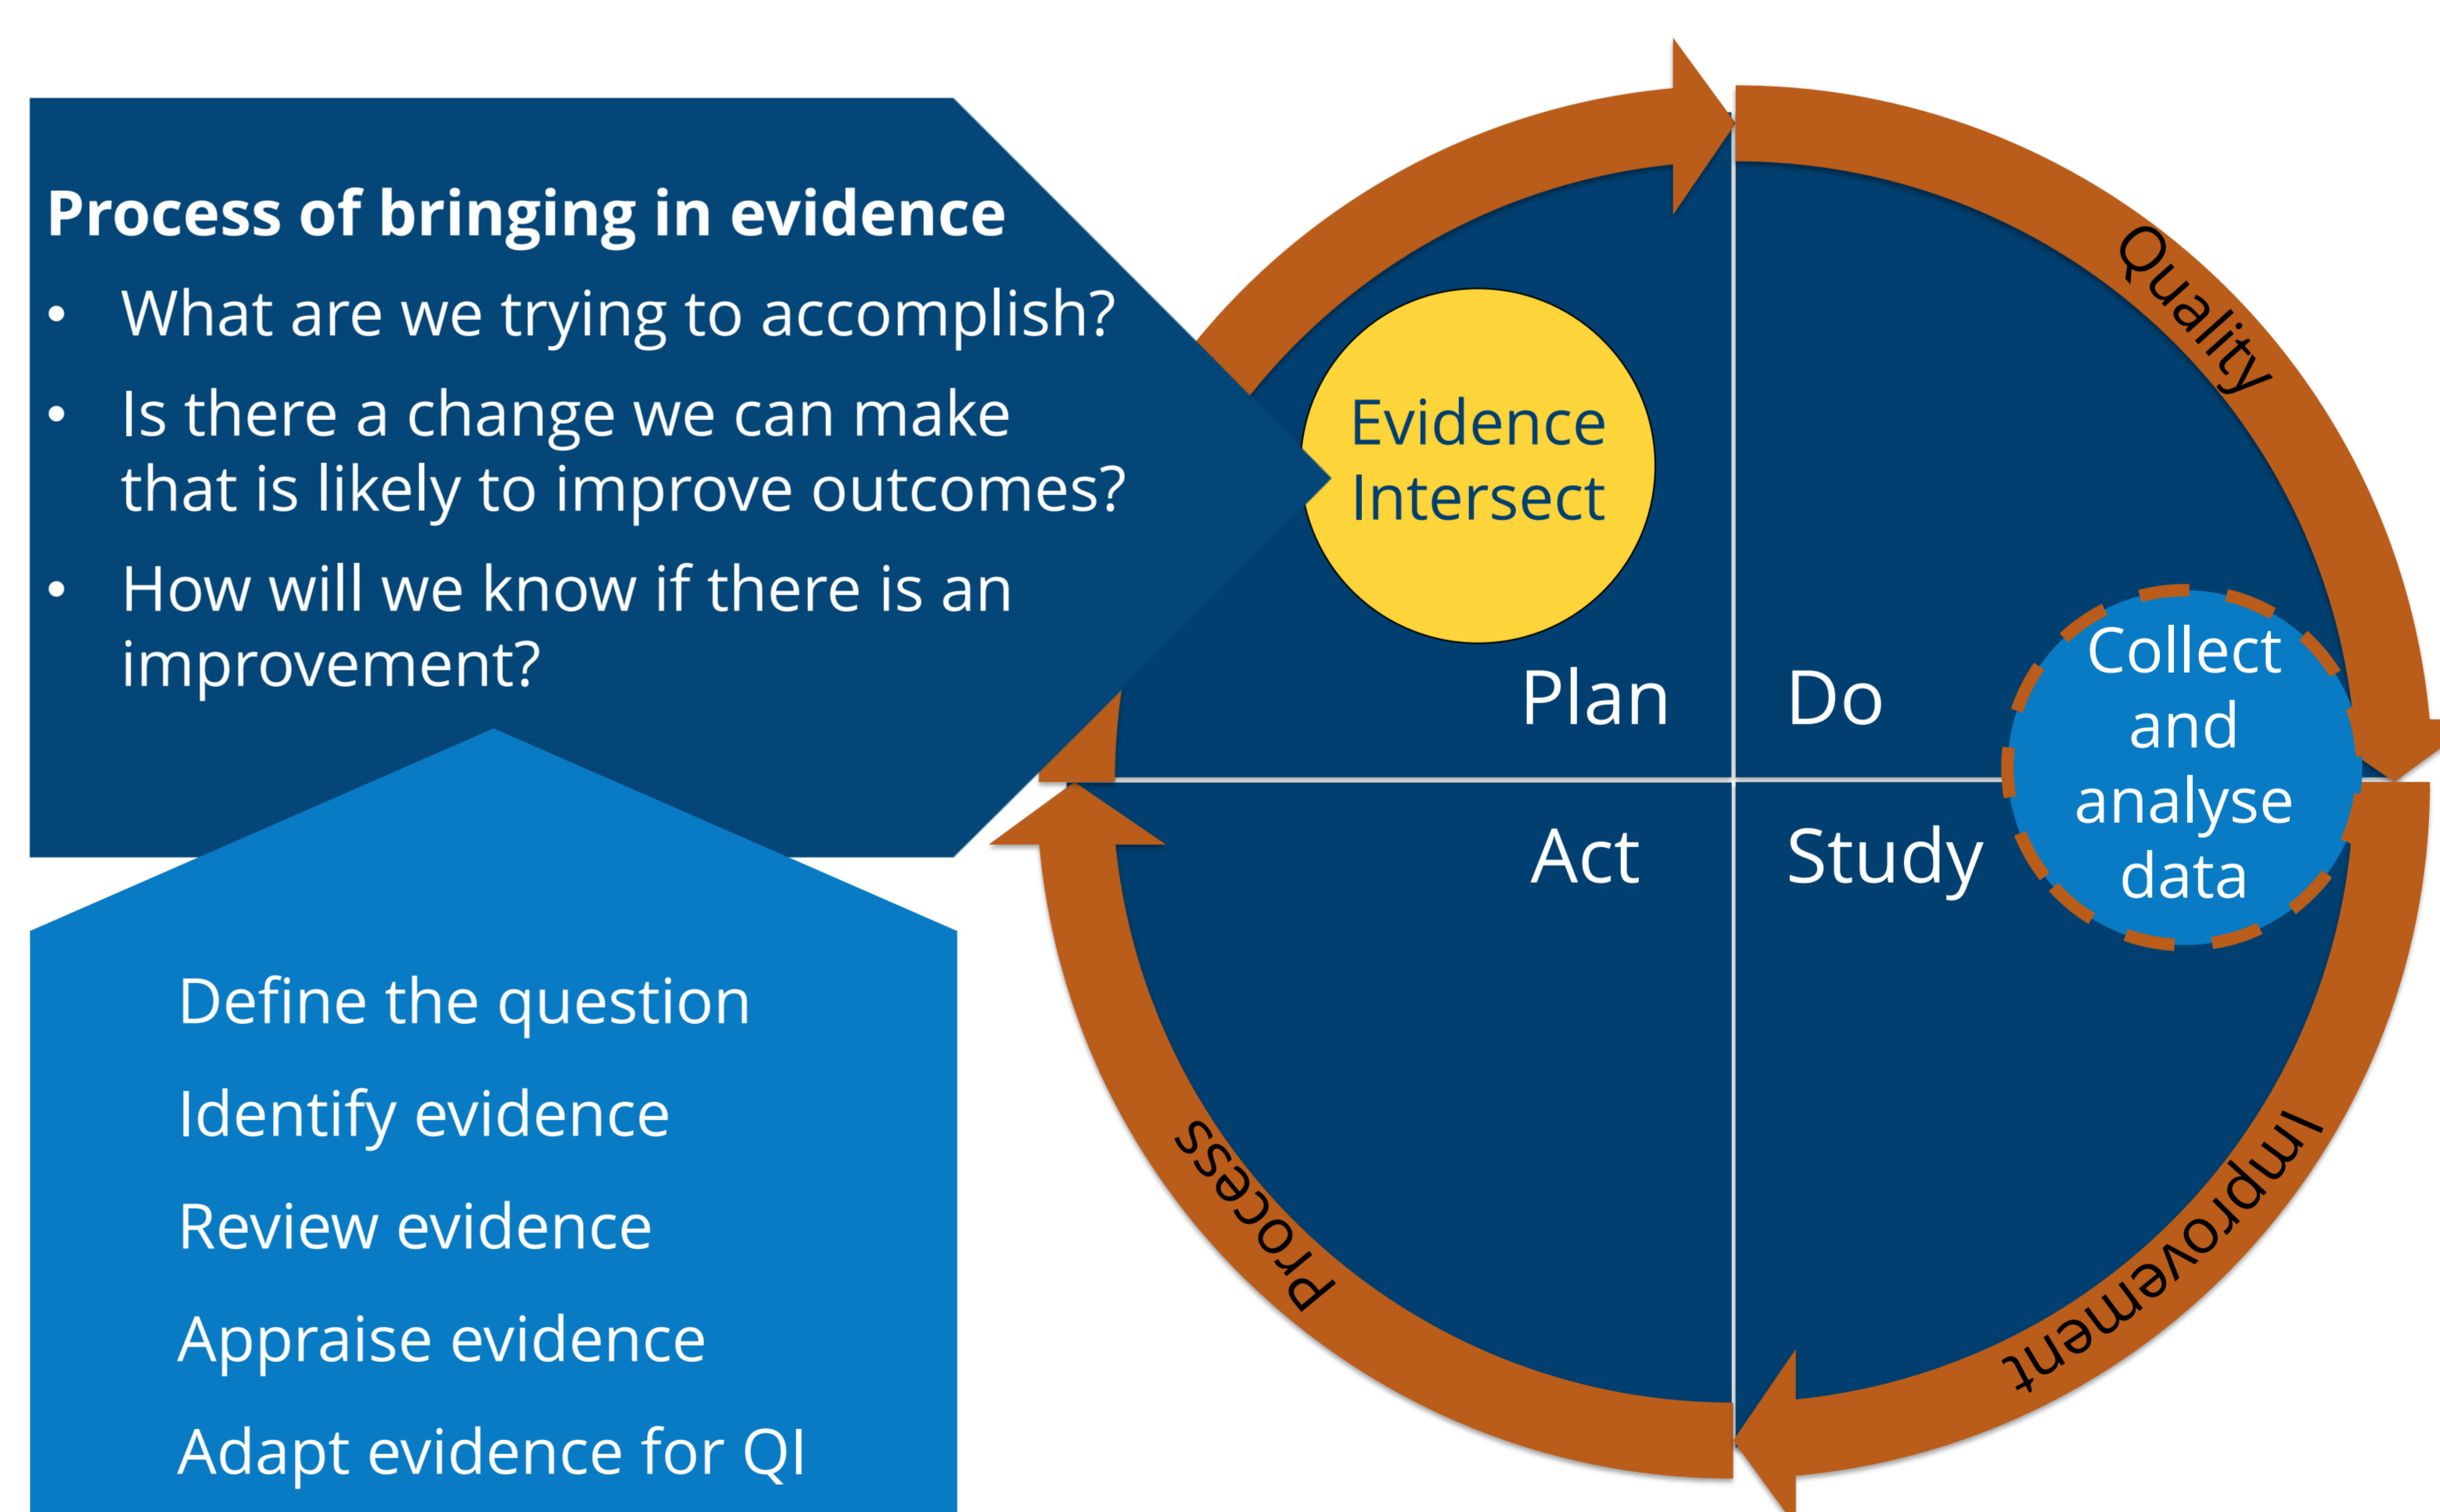 Process of bringing in evidence
• What are we trying to accomplish?
• Is there a change we can make
that is likely to improve outcomes?
• How will we know if there is an
improvement?
Define the question
Identify evidence
Review evidence
Appraise evidence
Adapt evidence for QI
Evidence
Intersect
Plan
Do
Act
Study
Collect
and
analyse
data
Quality
Improvement
Process